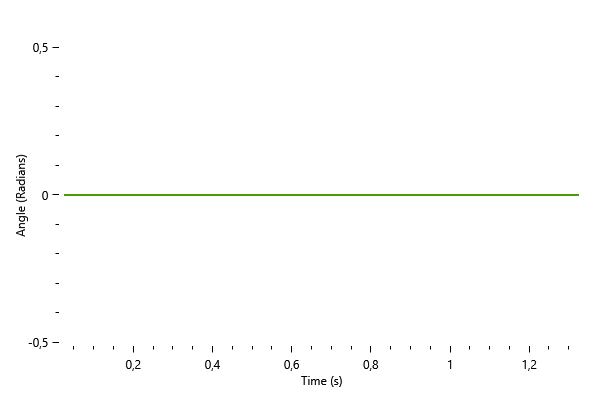 0,5
Angle (Radians)
0
-0,5
0,2 0,4 0,6 0,8 1 1,2
Time (s)